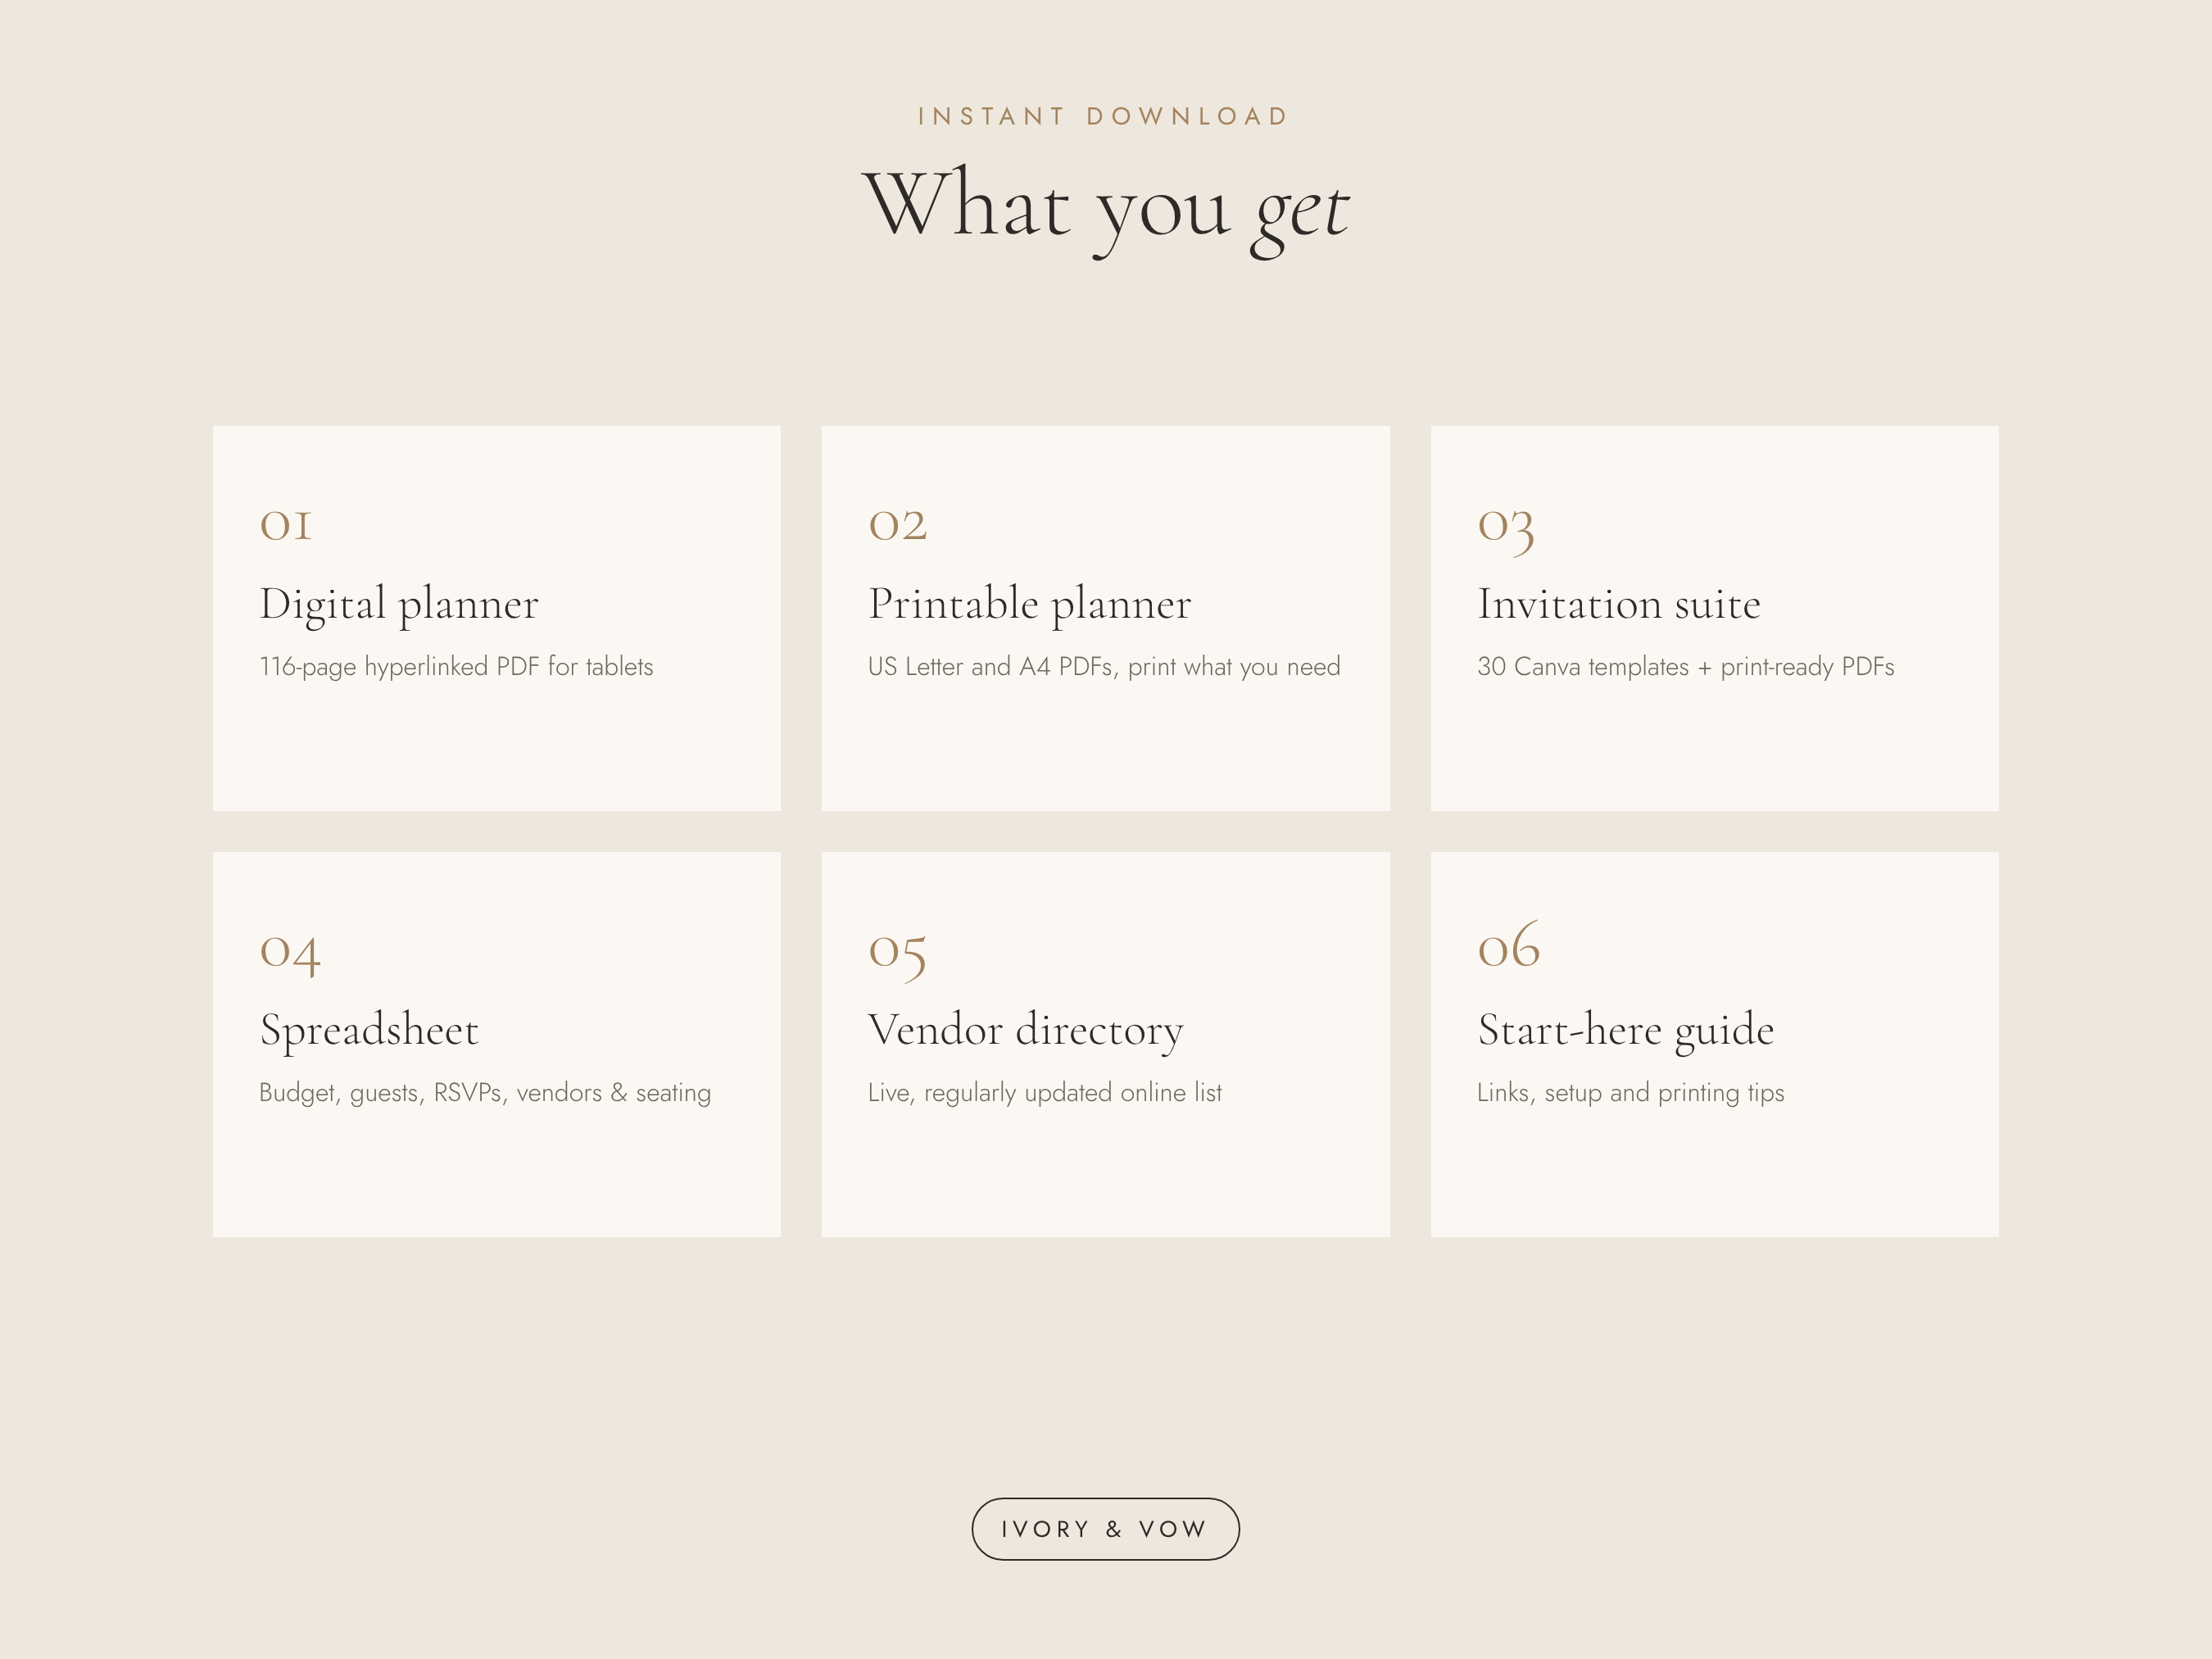 INSTANT DOWNLOAD
What you get
01
Digital planner
116-page hyperlinked PDF for tablets
02
Printable planner
US Letter and A4 PDFs, print what you need
03
Invitation suite
30 Canva templates + print-ready PDFs
04
Spreadsheet
Budget, guests, RSVPs, vendors & seating
05
Vendor directory
Live, regularly updated online list
06
Start-here guide
Links, setup and printing tips
IVORY & VOW